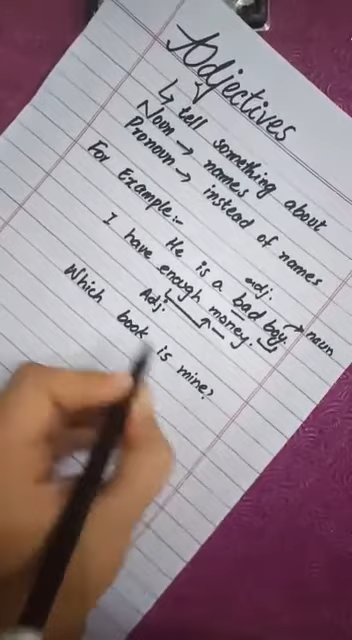 Adjectives
↳ tell something about
Noun → names
Pronoun → instead of names
For Example:-
adj.
He is a bad boy. → noun
I have enough money.
Adj.
Which book is mine?